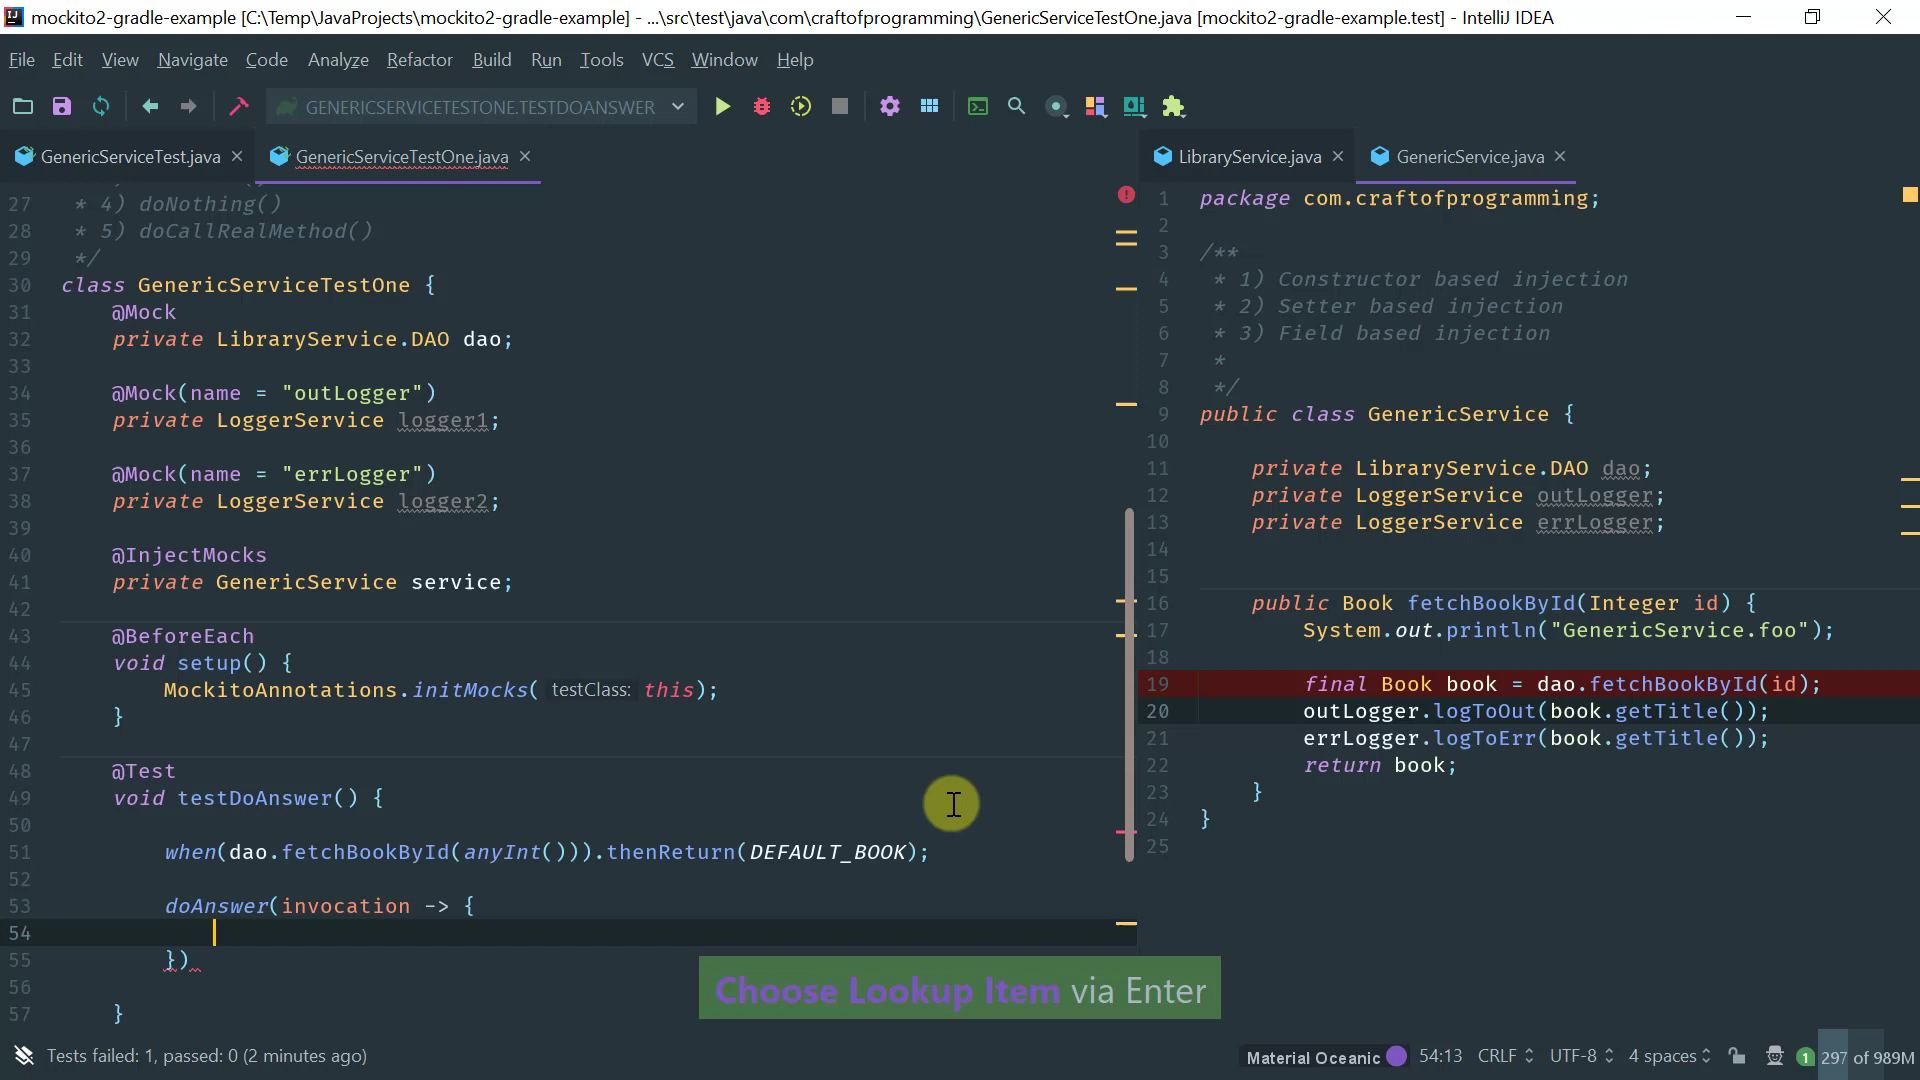 mockito2-gradle-example [C:\Temp\JavaProjects\mockito2-gradle-example] - ...\src\test\java\com\craftofprogramming\GenericServiceTestOne.java [mockito2-gradle-example.test] - IntelliJ IDEA
File Edit View Navigate Code Analyze Refactor Build Run Tools VCS Window Help
GENERICSERVICETESTONE.TESTDOANSWER
GenericServiceTest.java GenericServiceTestOne.java
27 * 4) doNothing()
28 * 5) doCallRealMethod()
29 */
30 class GenericServiceTestOne {
31 @Mock
32 private LibraryService.DAO dao;
33
34 @Mock(name = "outLogger")
35 private LoggerService logger1;
36
37 @Mock(name = "errLogger")
38 private LoggerService logger2;
39
40 @InjectMocks
41 private GenericService service;
42
43 @BeforeEach
44 void setup() {
45 MockitoAnnotations.initMocks( testClass: this);
46 }
47
48 @Test
49 void testDoAnswer() {
50
51 when(dao.fetchBookById(anyInt())).thenReturn(DEFAULT_BOOK);
52
53 doAnswer(invocation -> {
54
55 })
56
57 }
LibraryService.java GenericService.java
1 package com.craftofprogramming;
2
3 /**
4 * 1) Constructor based injection
5 * 2) Setter based injection
6 * 3) Field based injection
7 *
8 */
9 public class GenericService {
10
11 private LibraryService.DAO dao;
12 private LoggerService outLogger;
13 private LoggerService errLogger;
14
15
16 public Book fetchBookById(Integer id) {
17 System.out.println("GenericService.foo");
18
19 final Book book = dao.fetchBookById(id);
20 outLogger.logToOut(book.getTitle());
21 errLogger.logToErr(book.getTitle());
22 return book;
23 }
24 }
25
Choose Lookup Item via Enter
Tests failed: 1, passed: 0 (2 minutes ago)
Material Oceanic 54:13 CRLF UTF-8 4 spaces 1 297 of 989M